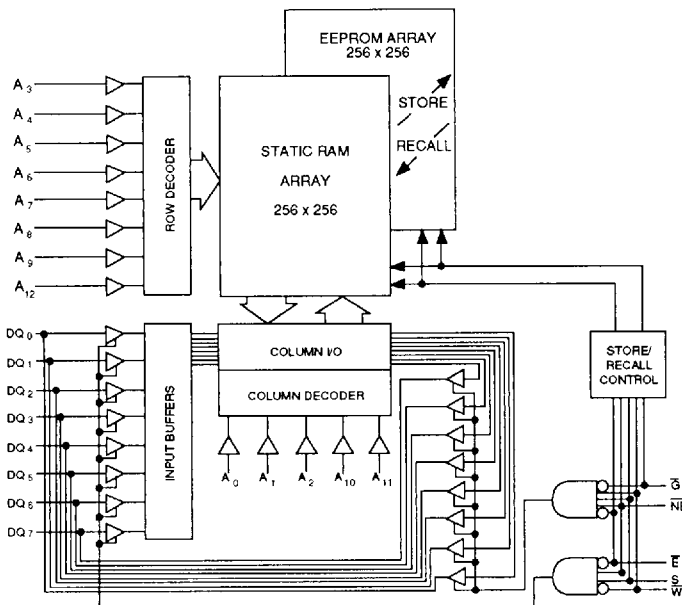 EEPROM ARRAY
256 x 256
STORE
RECALL
STATIC RAM
ARRAY
256 x 256
A3
A4
A5
A6
A7
A8
A9
A12
ROW DECODER
DQ0
DQ1
DQ2
DQ3
DQ4
DQ5
DQ6
DQ7
INPUT BUFFERS
COLUMN I/O
COLUMN DECODER
A0
A1
A2
A10
A11
STORE/
RECALL
CONTROL
G̅
E̅
S
W̅